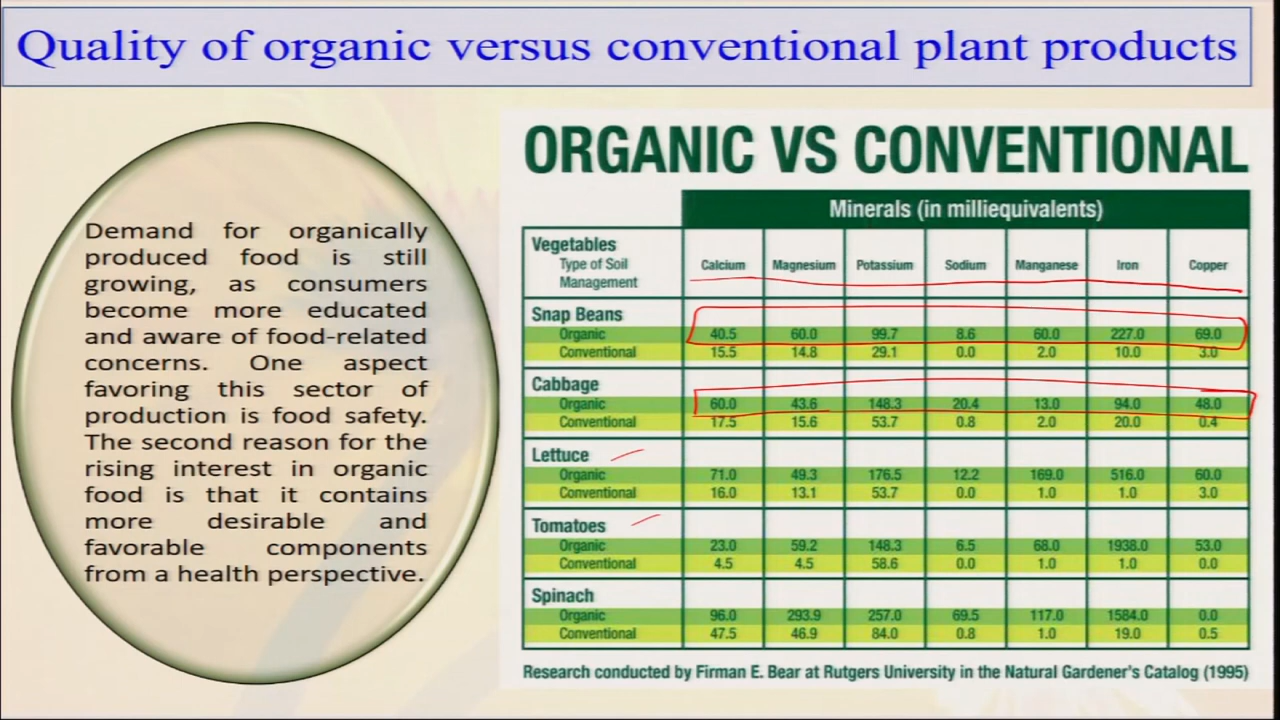 Quality of organic versus conventional plant products
Demand for organically
produced food is still
growing, as consumers
become more educated
and aware of food-related
concerns. One aspect
favoring this sector of
production is food safety.
The second reason for the
rising interest in organic
food is that it contains
more desirable and
favorable components
from a health perspective.
ORGANIC VS CONVENTIONAL
Minerals (in milliequivalents)
Vegetables
Type of Soil
Management
Calcium Magnesium Potassium Sodium Manganese Iron Copper
Snap Beans
Organic 40.5 60.0 99.7 8.6 60.0 227.0 69.0
Conventional 15.5 14.8 29.1 0.0 2.0 10.0 3.0
Cabbage
Organic 60.0 43.6 148.3 20.4 13.0 94.0 48.0
Conventional 17.5 15.6 53.7 0.8 2.0 20.0 0.4
Lettuce
Organic 71.0 49.3 176.5 12.2 169.0 516.0 60.0
Conventional 16.0 13.1 53.7 0.0 1.0 1.0 3.0
Tomatoes
Organic 23.0 59.2 148.3 6.5 68.0 1938.0 53.0
Conventional 4.5 4.5 58.6 0.0 1.0 1.0 0.0
Spinach
Organic 96.0 293.9 257.0 69.5 117.0 1584.0 0.0
Conventional 47.5 46.9 84.0 0.8 1.0 19.0 0.5
Research conducted by Firman E. Bear at Rutgers University in the Natural Gardener's Catalog (1995)